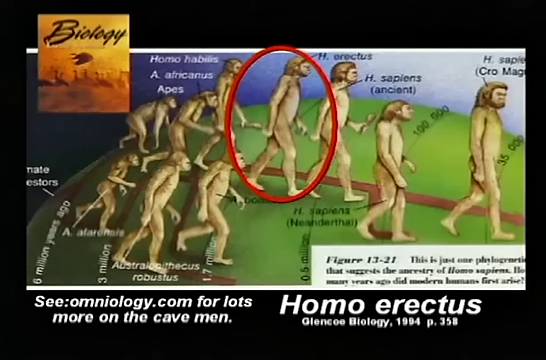 Biology
Homo habilis
A. africanus
Apes
H. erectus
H. sapiens
(ancient)
H. sapie
(Cro Mag
100,000
35,000
mate
estors
A. afarensis
Australopithecus
robustus
H. sapiens
(Neanderthal)
6 million years ago
3 million
1.7 million
0.5 million
Figure 13-21 This is just one phylogenetic
that suggests the ancestry of Homo sapiens. Ho
many years ago did modern humans first arise?
See:omniology.com for lots
more on the cave men.
Homo erectus
Glencoe Biology, 1994 p. 358